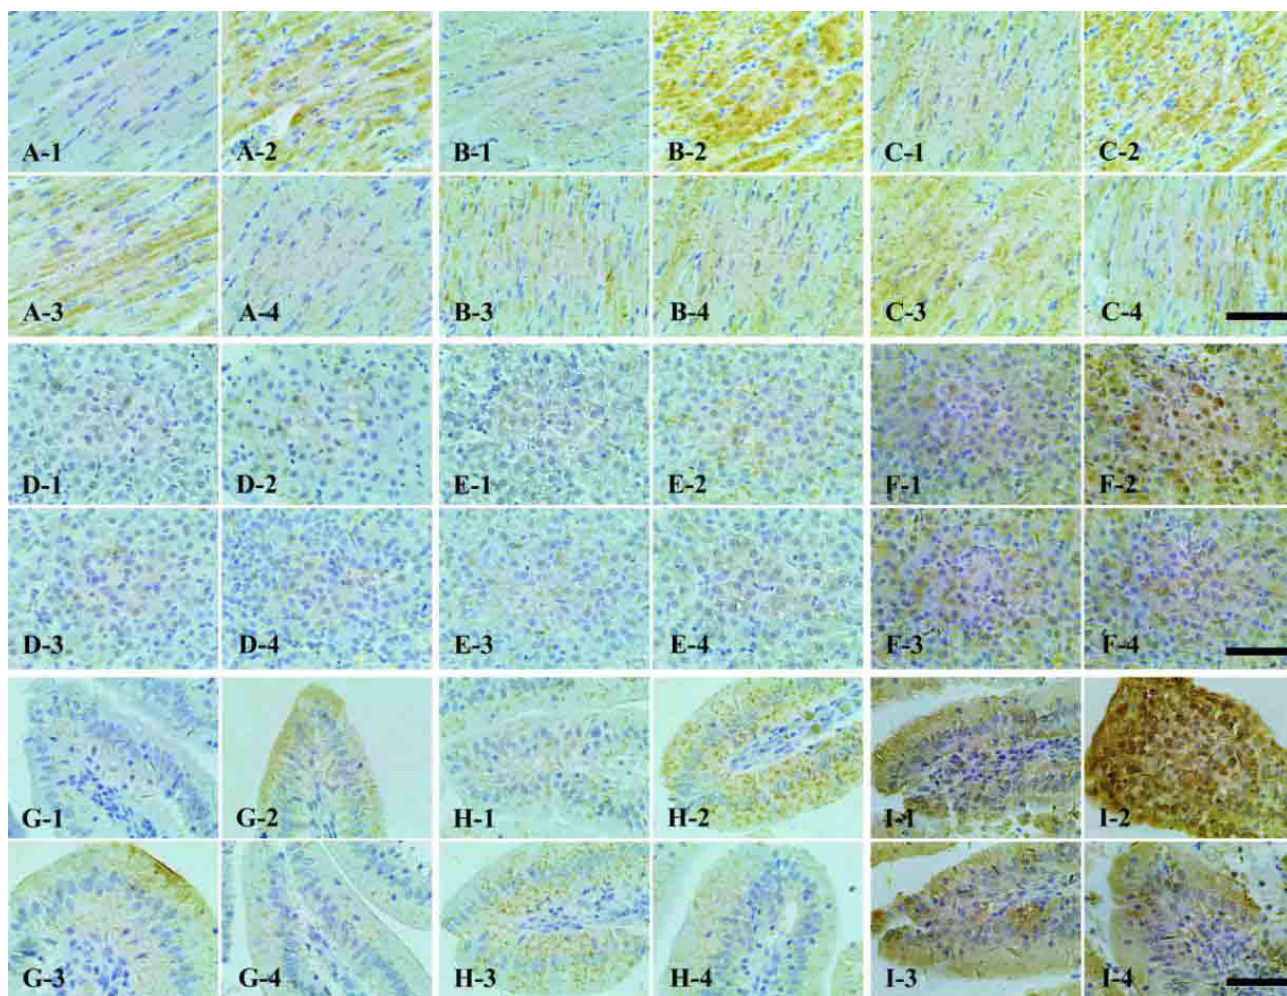 A-1 A-2 B-1 B-2 C-1 C-2
A-3 A-4 B-3 B-4 C-3 C-4
D-1 D-2 E-1 E-2 F-1 F-2
D-3 D-4 E-3 E-4 F-3 F-4
G-1 G-2 H-1 H-2 I-1 I-2
G-3 G-4 H-3 H-4 I-3 I-4